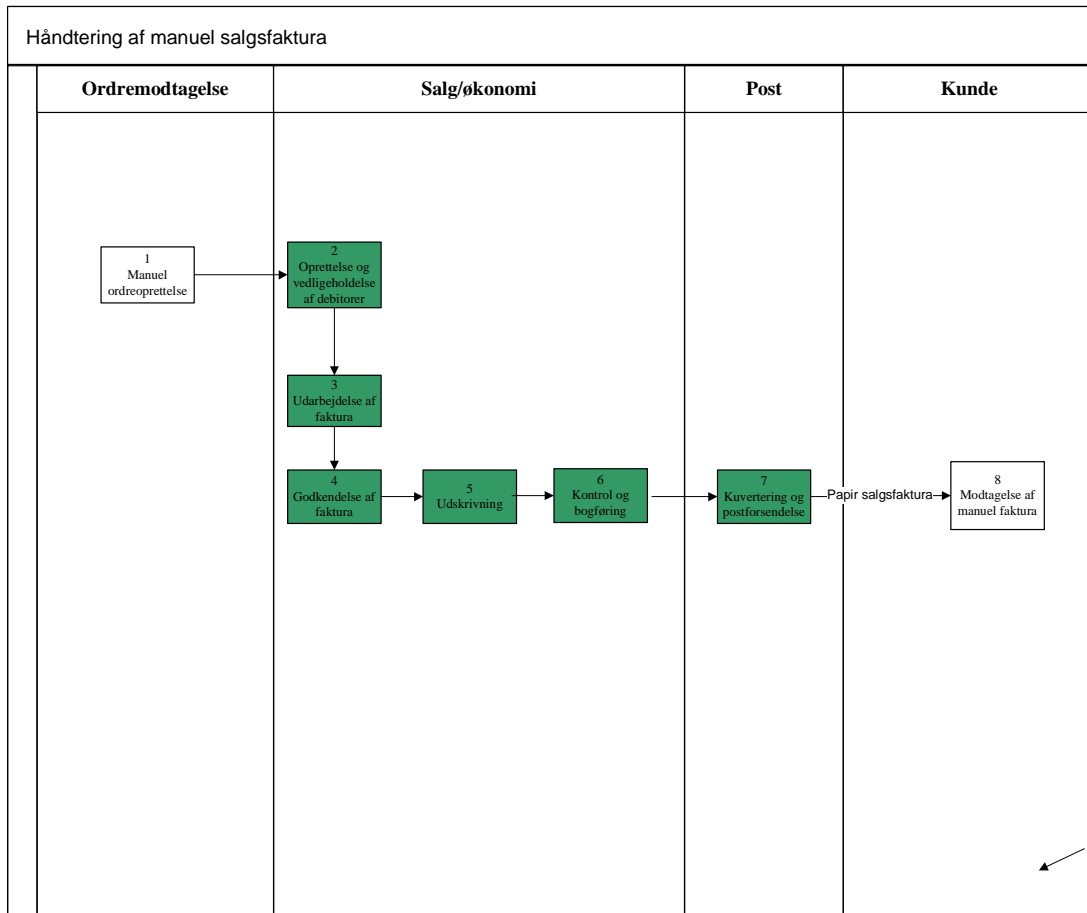 Håndtering af manuel salgsfaktura
Ordremodtagelse
Salg/økonomi
Post
Kunde
1
Manuel
ordreoprettelse
2
Oprettelse og
vedligeholdelse
af debitorer
3
Udarbejdelse af
faktura
4
Godkendelse af
faktura
5
Udskrivning
6
Kontrol og
bogføring
7
Kuvertering og
postforsendelse
Papir salgsfaktura
8
Modtagelse af
manuel faktura